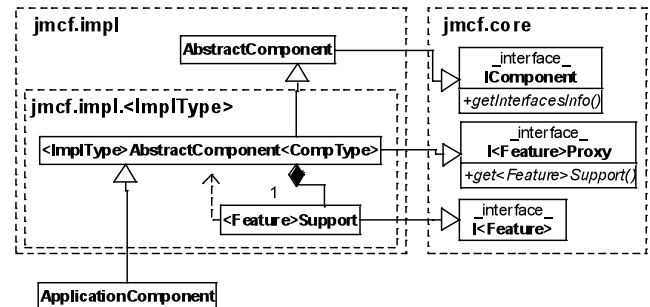 jmcf.impl
AbstractComponent
jmcf.impl.<ImplType>
<ImplType>AbstractComponent<CompType>
1
<Feature>Support
ApplicationComponent
jmcf.core
_interface_
IComponent
+getInterfacesInfo()
_interface_
I<Feature>Proxy
+get<Feature>Support()
_interface_
I<Feature>